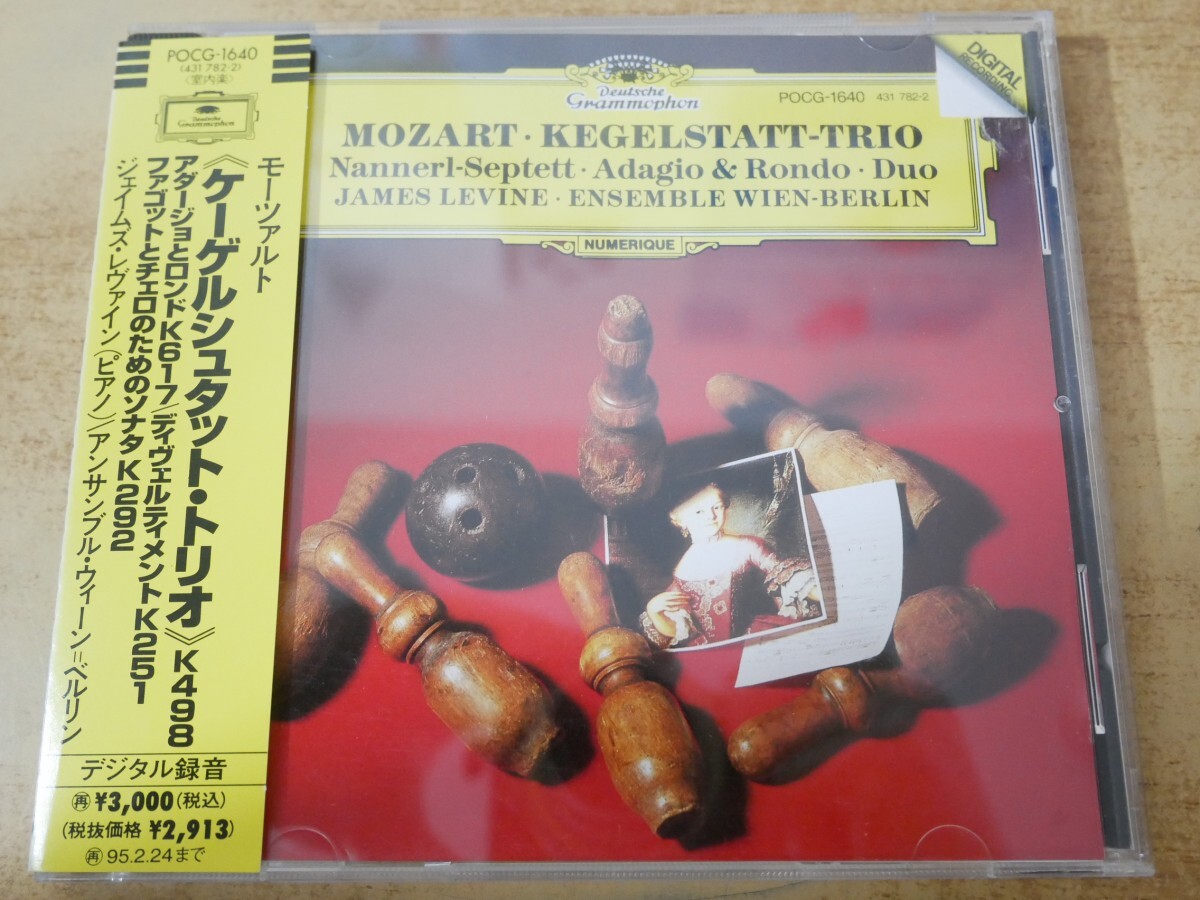 POCG-1640
(431 782-2)
〈室内楽〉
Deutsche
Grammophon
モーツァルト
《ケーゲルシュタット・トリオ》K498
アダージョとロンドK617/ディヴェルティメントK251
ファゴットとチェロのためのソナタK292
ジェイムズ・レヴァイン(ピアノ)/アンサンブル・ウィーン=ベルリン
デジタル録音
再¥3,000(税込)
(税抜価格 ¥2,913)
再95.2.24まで
Deutsche
Grammophon
POCG-1640 431 782-2
DIGITAL
RECORDING
MOZART · KEGELSTATT-TRIO
Nannerl-Septett · Adagio & Rondo · Duo
JAMES LEVINE · ENSEMBLE WIEN-BERLIN
NUMERIQUE